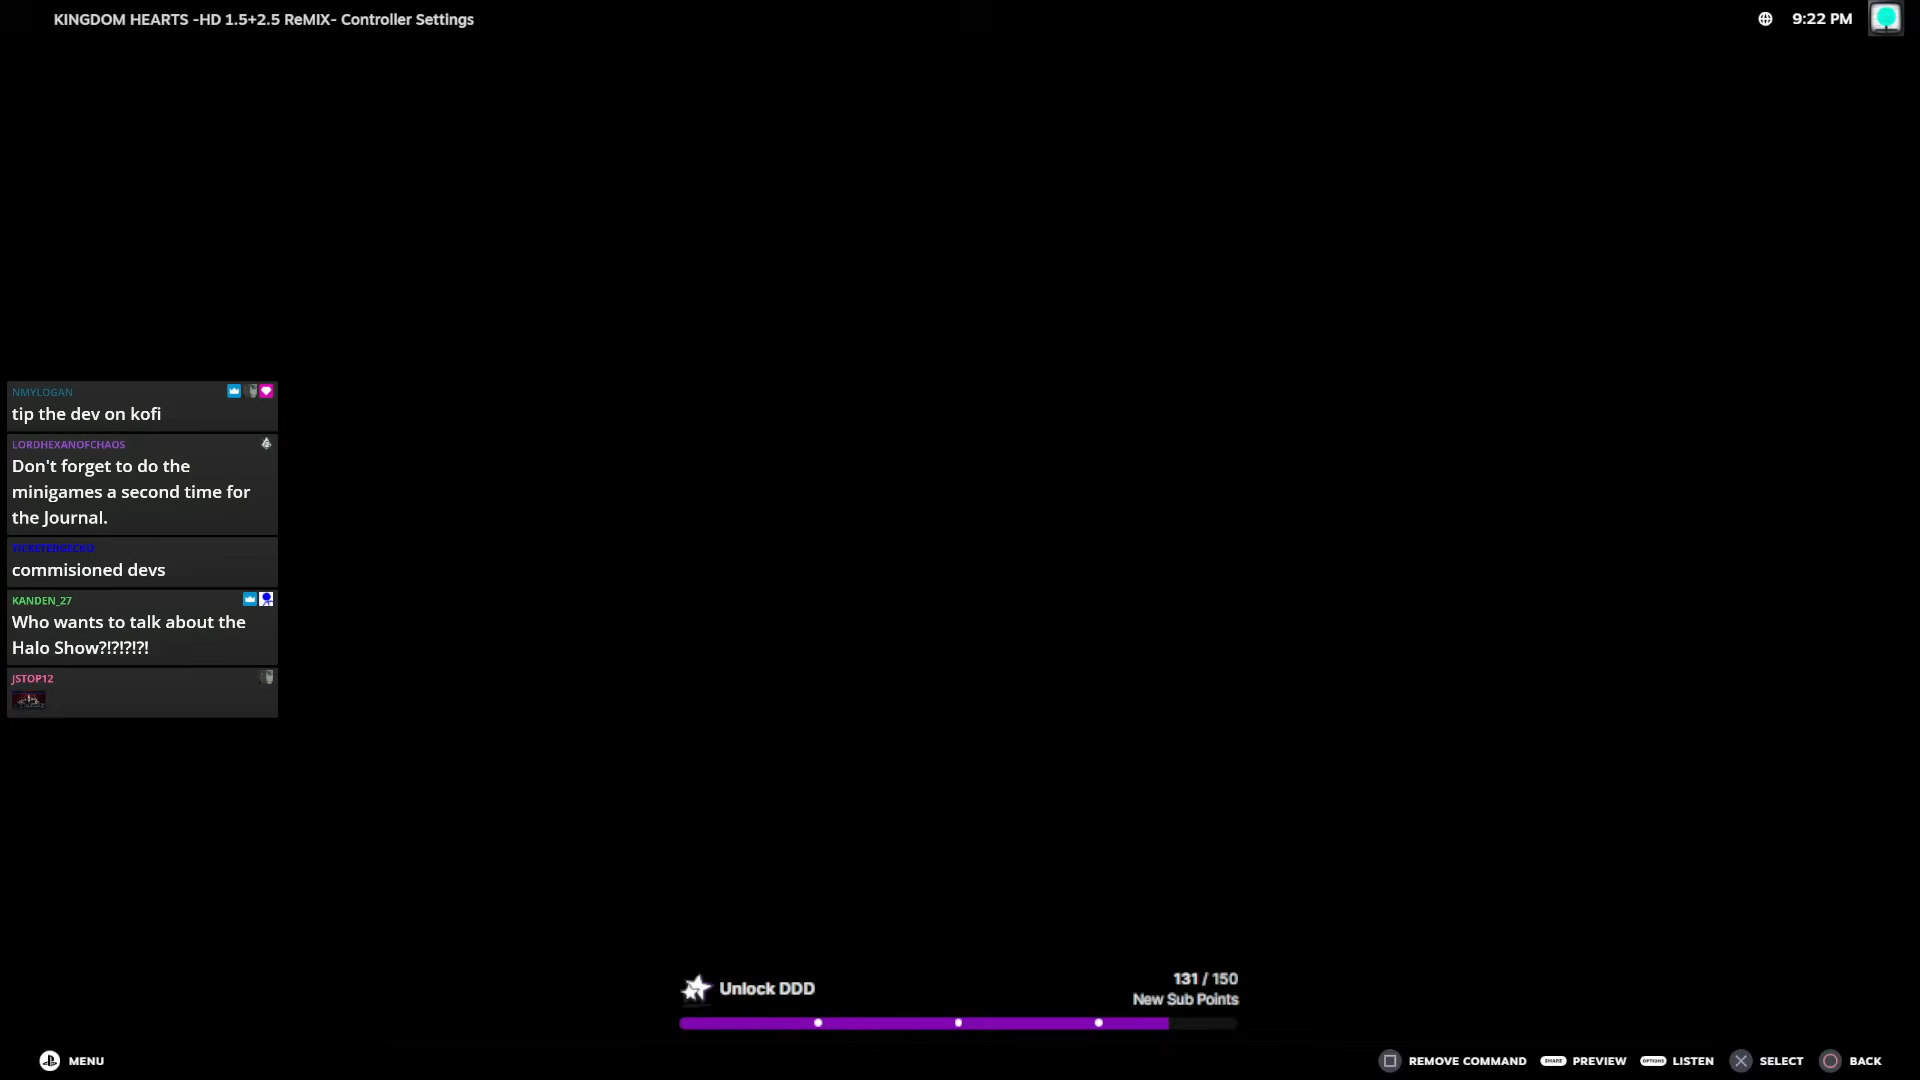 KINGDOM HEARTS -HD 1.5+2.5 ReMIX- Controller Settings
9:22 PM
NMYLOGAN
tip the dev on kofi
LORDHEXANOFCHAOS
Don't forget to do the
minigames a second time for
the Journal.
TICKETEDGECKO
commisioned devs
KANDEN_27
Who wants to talk about the
Halo Show?!?!?!?!
JSTOP12
Unlock DDD
131 / 150
New Sub Points
MENU
REMOVE COMMAND
SHARE PREVIEW
OPTIONS LISTEN
SELECT
BACK